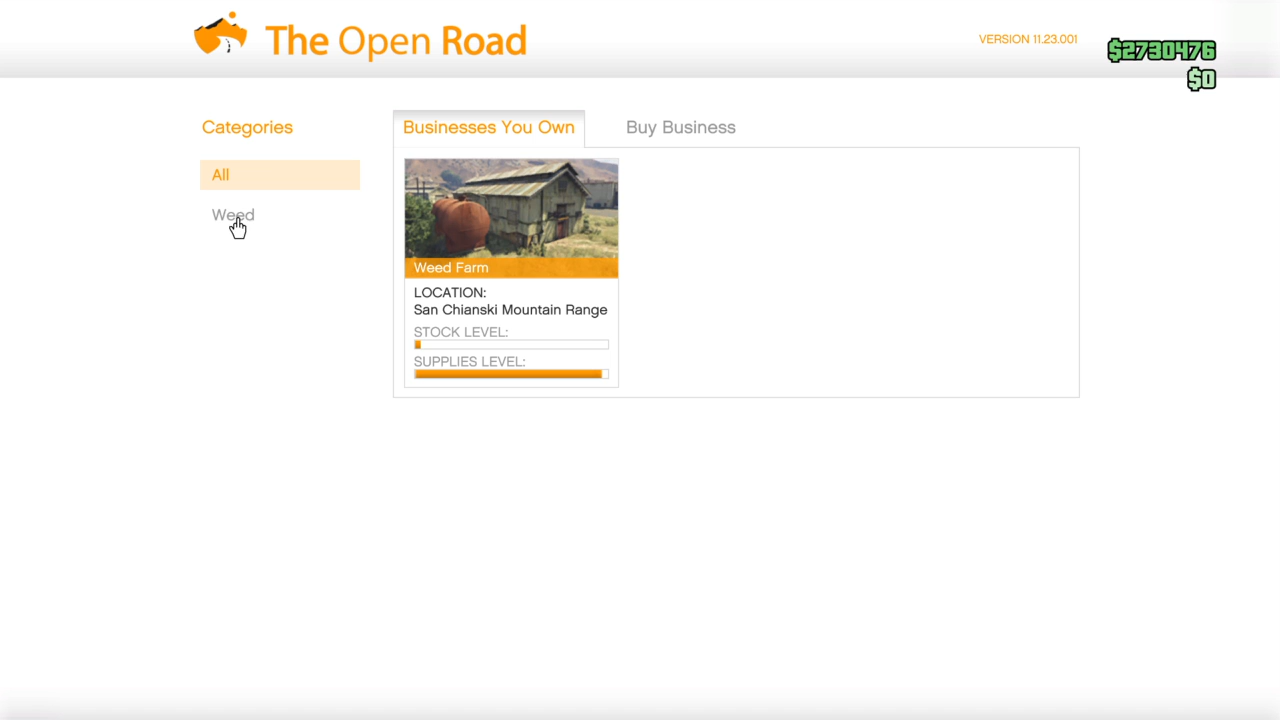 The Open Road
VERSION 11.23.001
$2730476
$0
Categories
All
Weed
Businesses You Own
Buy Business
Weed Farm
LOCATION:
San Chianski Mountain Range
STOCK LEVEL:
SUPPLIES LEVEL: